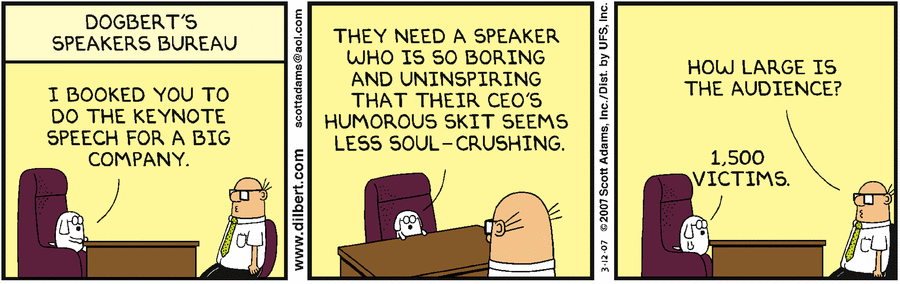 DOGBERT'S
SPEAKERS BUREAU
I BOOKED YOU TO
DO THE KEYNOTE
SPEECH FOR A BIG
COMPANY.
www.dilbert.com
scottadams@aol.com
THEY NEED A SPEAKER
WHO IS SO BORING
AND UNINSPIRING
THAT THEIR CEO'S
HUMOROUS SKIT SEEMS
LESS SOUL-CRUSHING.
3-12-07 © 2007 Scott Adams, Inc./Dist. by UFS, Inc.
HOW LARGE IS
THE AUDIENCE?
1,500
VICTIMS.